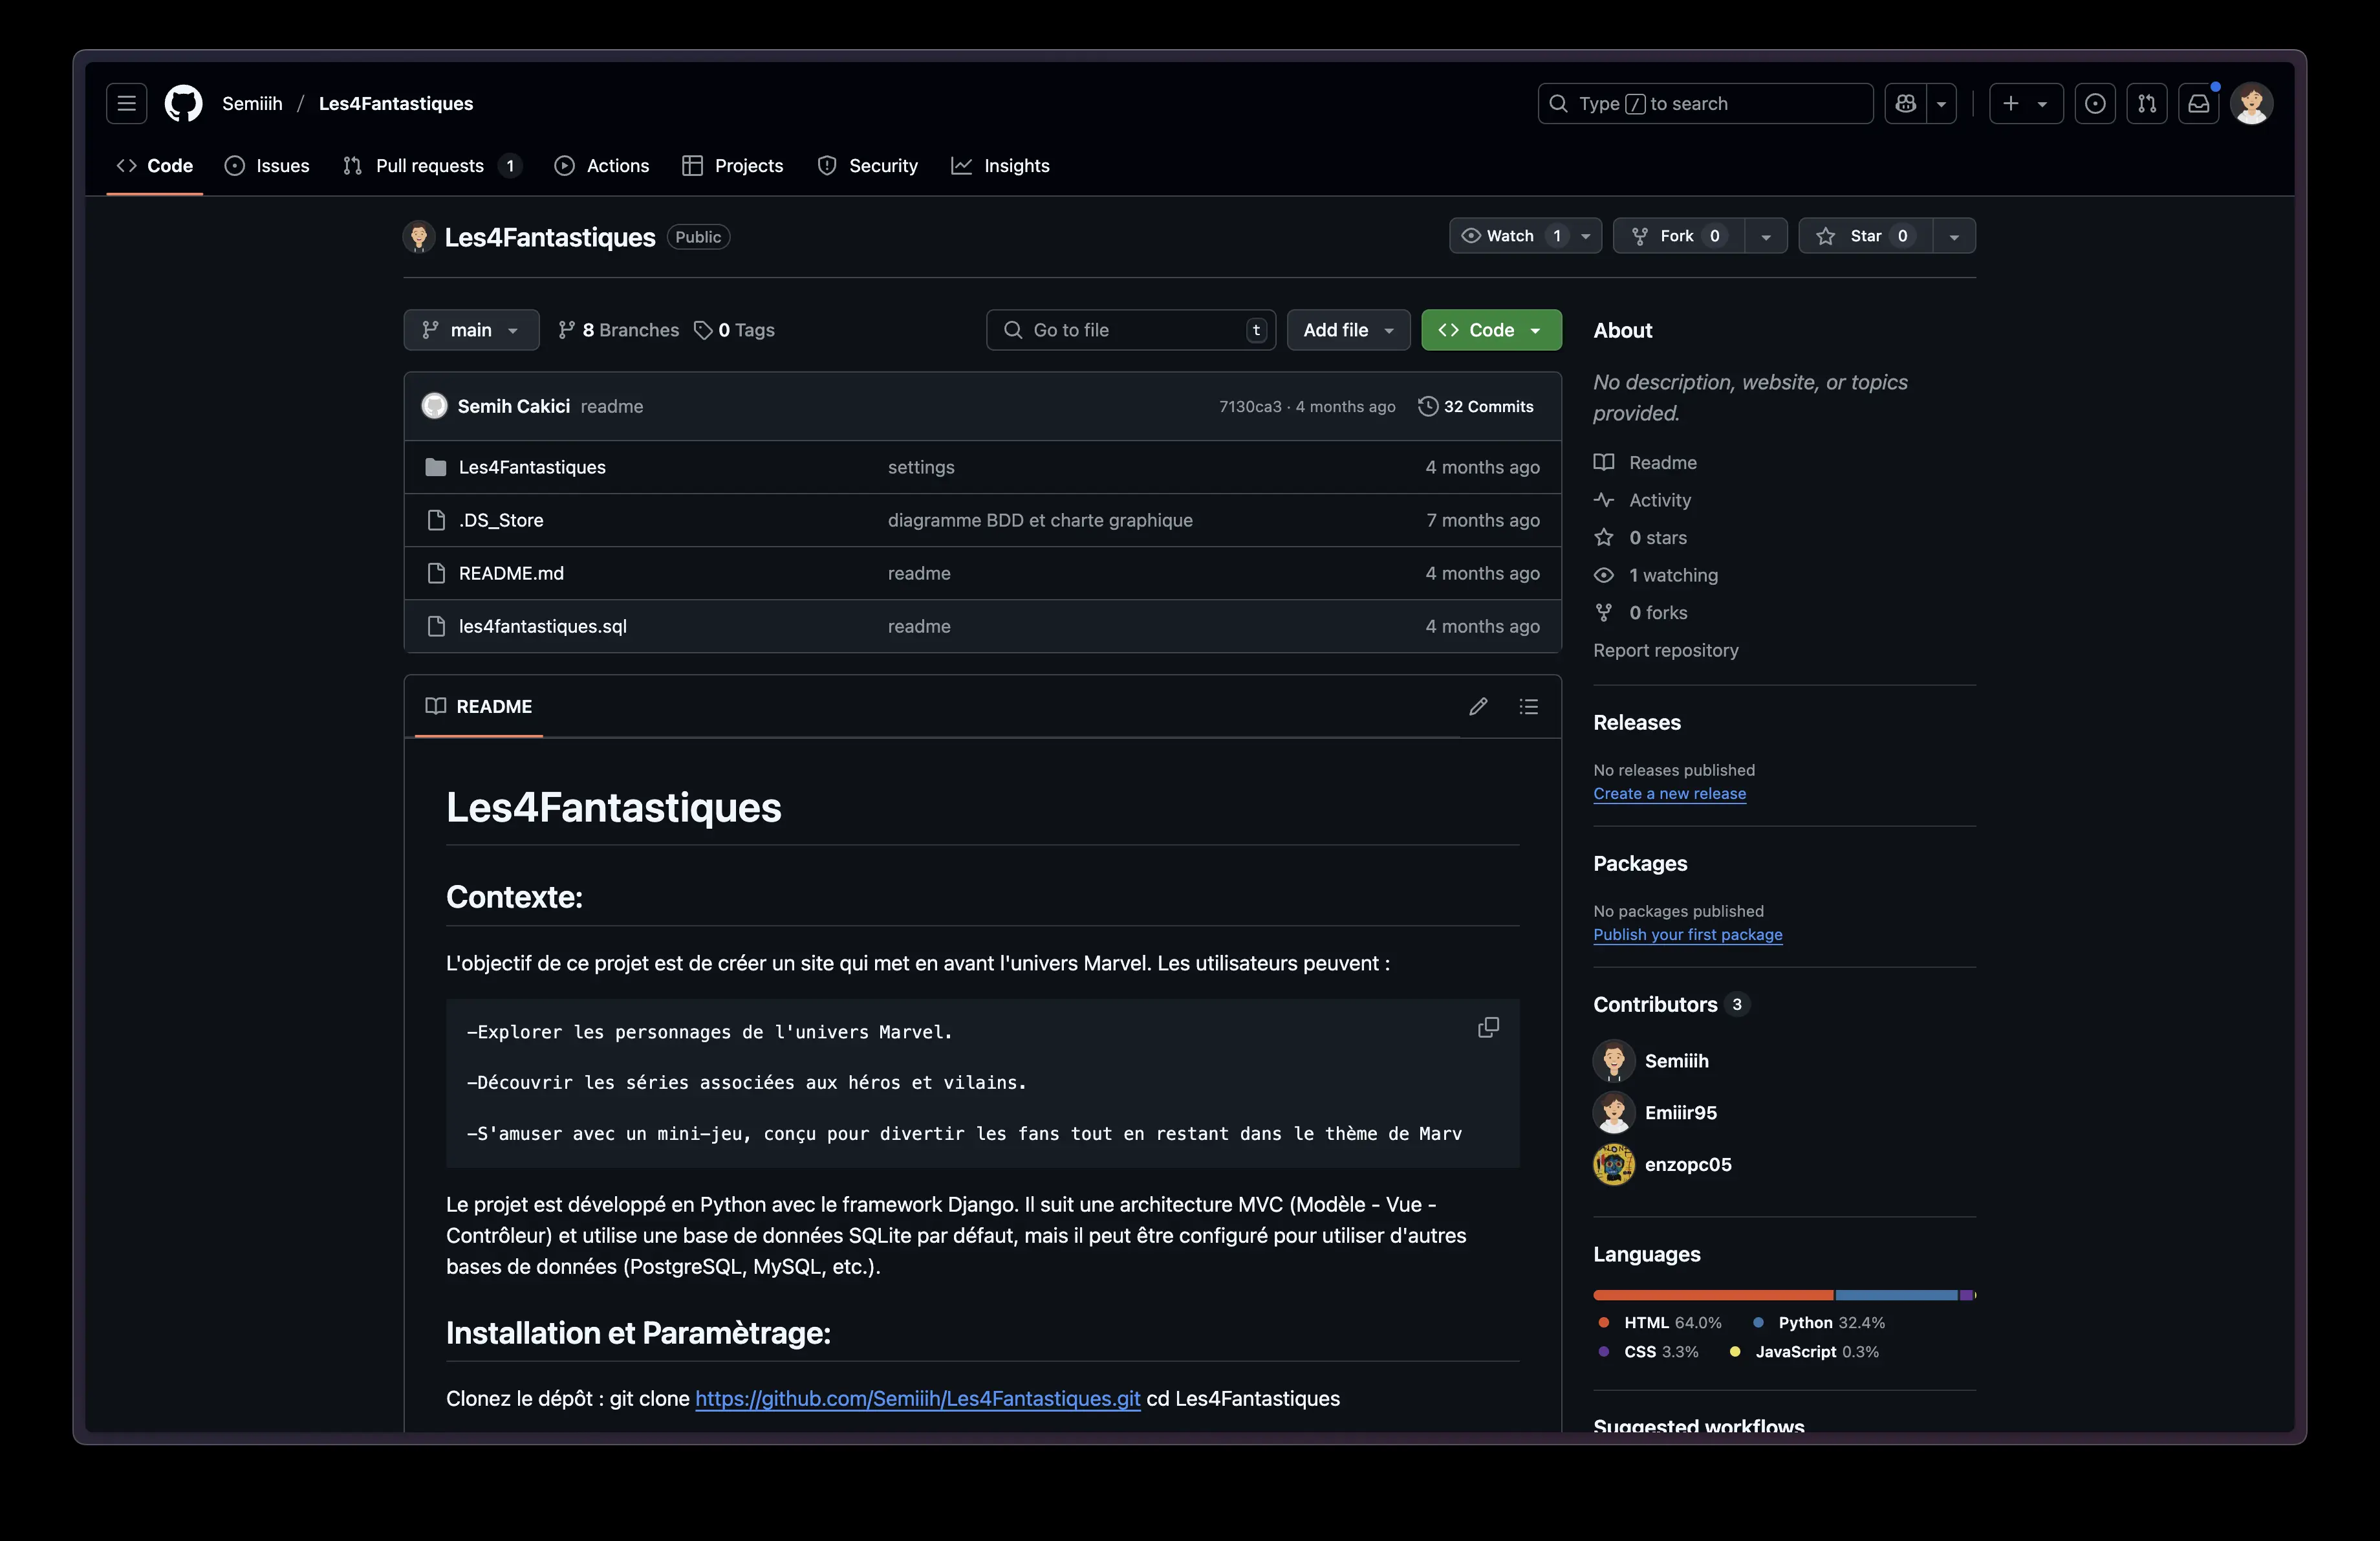 Semiiih / Les4Fantastiques
Type / to search
Code
Issues
Pull requests 1
Actions
Projects
Security
Insights
Les4Fantastiques Public
Watch 1
Fork 0
Star 0
main
8 Branches
0 Tags
Go to file t
Add file
Code
Semih Cakici readme
7130ca3 · 4 months ago
32 Commits
Les4Fantastiques settings 4 months ago
.DS_Store diagramme BDD et charte graphique 7 months ago
README.md readme 4 months ago
les4fantastiques.sql readme 4 months ago
README
Les4Fantastiques
Contexte:
L'objectif de ce projet est de créer un site qui met en avant l'univers Marvel. Les utilisateurs peuvent :
-Explorer les personnages de l'univers Marvel.
-Découvrir les séries associées aux héros et vilains.
-S'amuser avec un mini-jeu, conçu pour divertir les fans tout en restant dans le thème de Marv
Le projet est développé en Python avec le framework Django. Il suit une architecture MVC (Modèle - Vue -
Contrôleur) et utilise une base de données SQLite par défaut, mais il peut être configuré pour utiliser d'autres
bases de données (PostgreSQL, MySQL, etc.).
Installation et Paramètrage:
Clonez le dépôt : git clone https://github.com/Semiiih/Les4Fantastiques.git cd Les4Fantastiques
About
No description, website, or topics
provided.
Readme
Activity
0 stars
1 watching
0 forks
Report repository
Releases
No releases published
Create a new release
Packages
No packages published
Publish your first package
Contributors 3
Semiiih
Emiiir95
enzopc05
Languages
HTML 64.0%
Python 32.4%
CSS 3.3%
JavaScript 0.3%
Suggested workflows